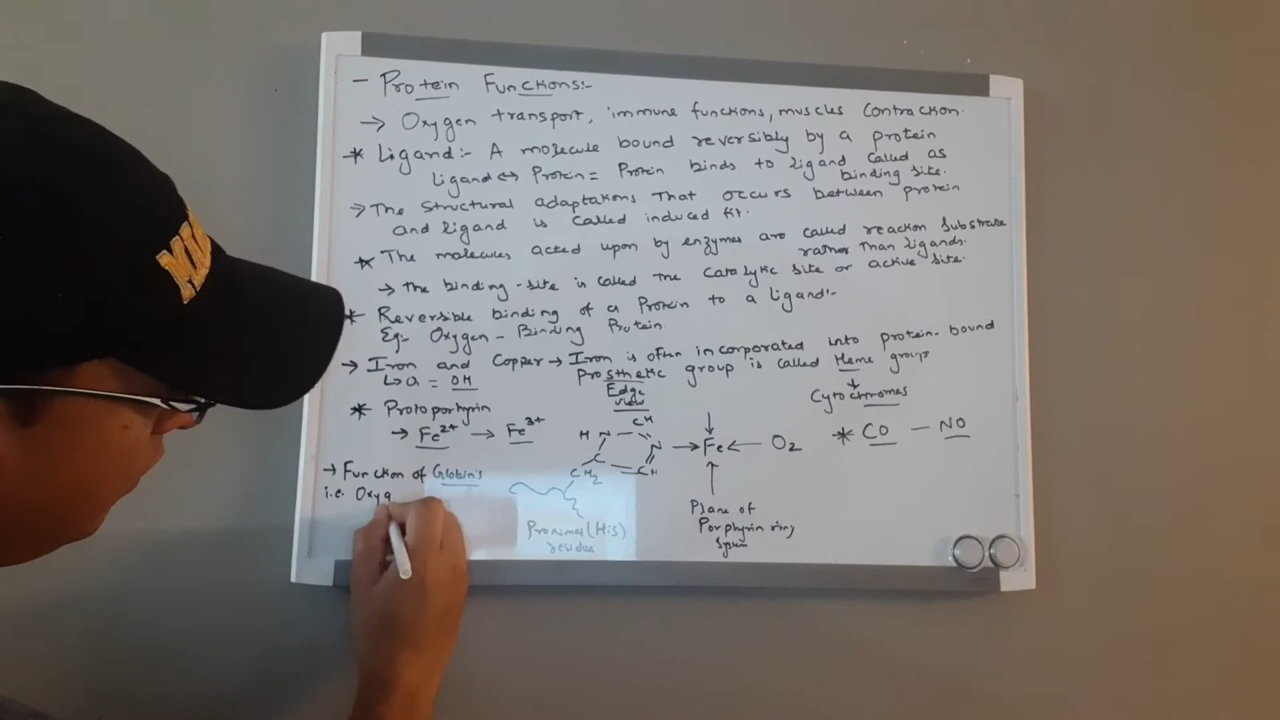 - Protein Functions:-
→ Oxygen transport, immune functions, muscles contraction.
* Ligand:- A molecule bound reversibly by a protein
Ligand ↔ Protein = Protein binds to ligand called as
binding site.
→ The structural adaptations that occurs between protein
and ligand is called induced fit.
* The molecules acted upon by enzymes are called reaction substrate
rather than ligands.
→ the binding-site is called the catalytic site or active site.
* Reversible binding of a Protein to a ligand:-
Eg:- Oxygen - Binding Protein.
→ Iron and Copper → Iron is often incorporated into protein-bound
= OH Prosthetic group is called Heme groups
Edge
view
Cytochromes
* Protoporhyrin
→ Fe2+ → Fe3+
CH
H N N
C
CH2 CH
→ Fe ← O2
* CO - NO
→ Function of Globin's
i.e. Oxyg
Proximal (His)
residue
Plane of
Porphyrin ring
System